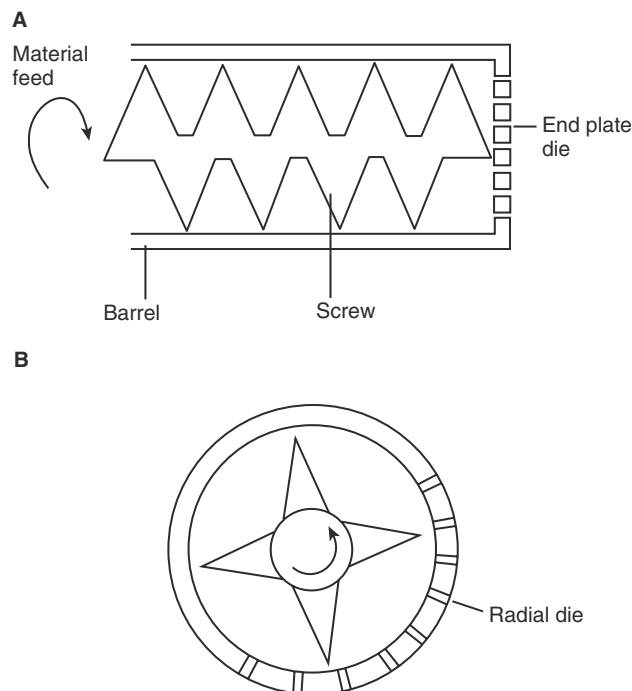 A
Material
feed
End plate
die
Barrel
Screw
B
Radial die